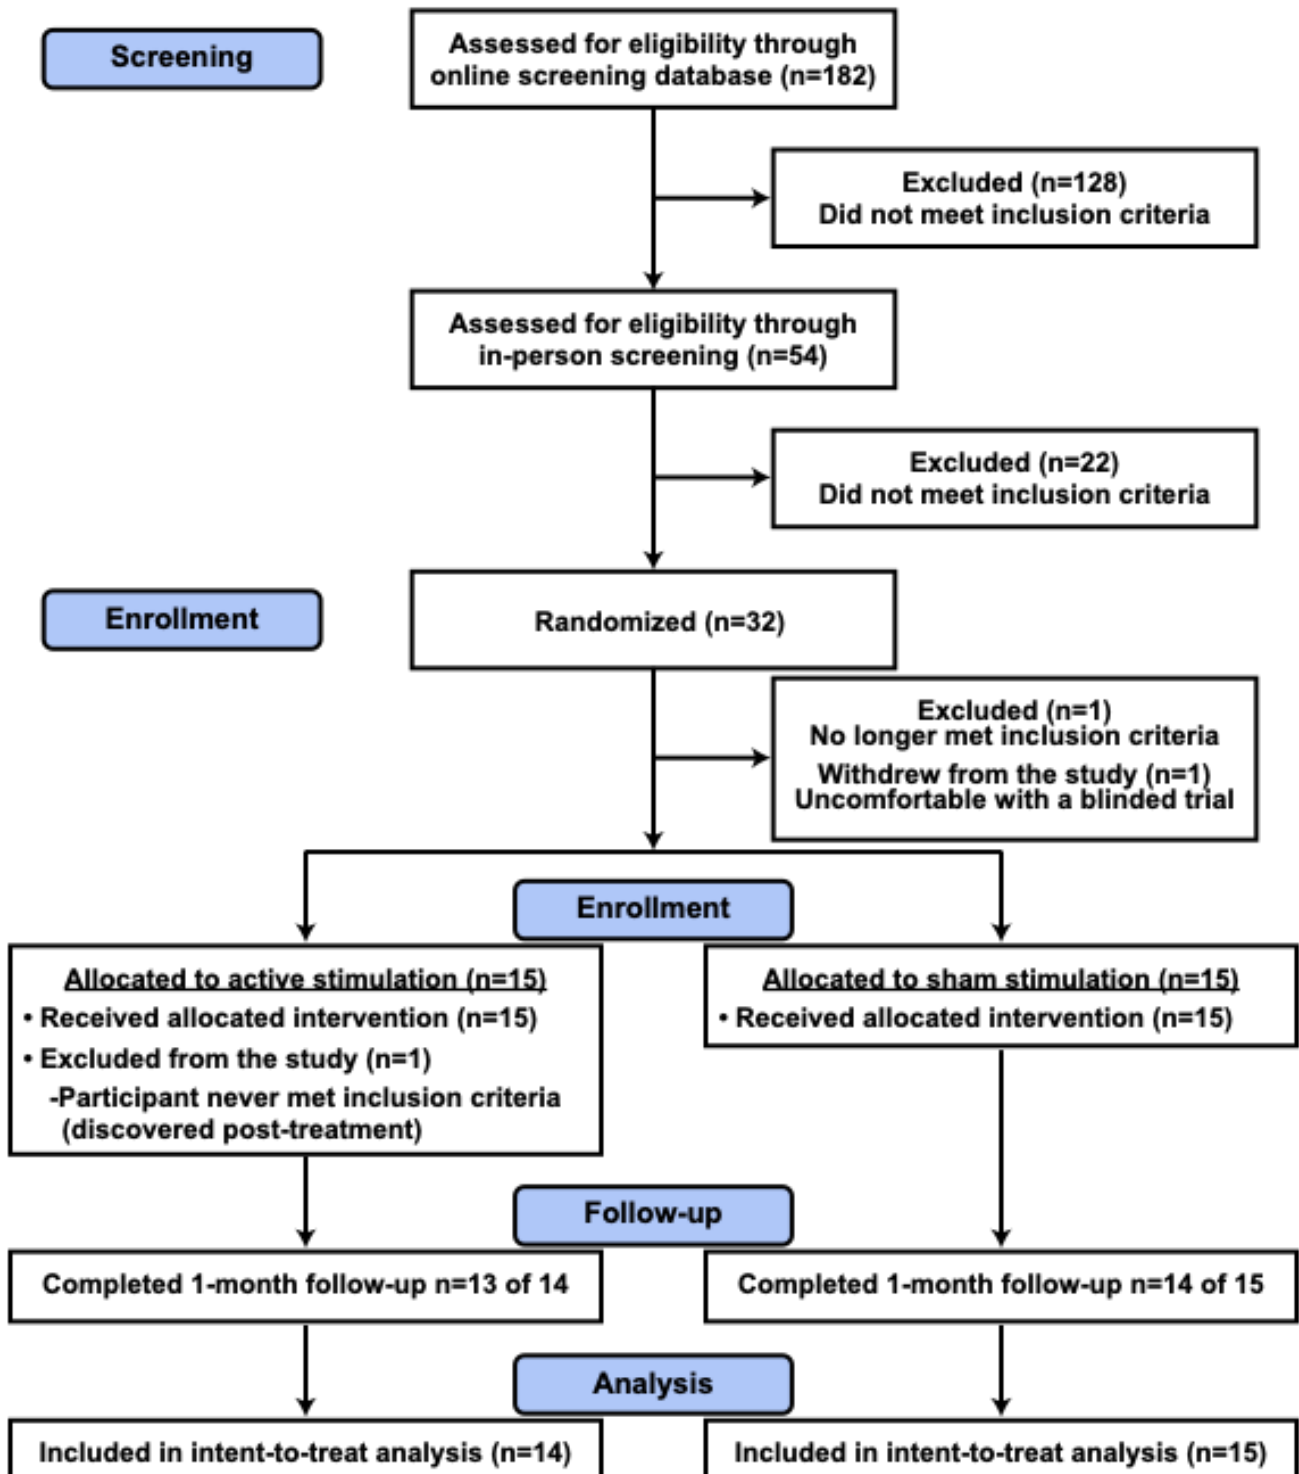 Screening
Assessed for eligibility through
online screening database (n=182)
Excluded (n=128)
Did not meet inclusion criteria
Assessed for eligibility through
in-person screening (n=54)
Excluded (n=22)
Did not meet inclusion criteria
Enrollment
Randomized (n=32)
Excluded (n=1)
No longer met inclusion criteria
Withdrew from the study (n=1)
Uncomfortable with a blinded trial
Enrollment
Allocated to active stimulation (n=15)
• Received allocated intervention (n=15)
• Excluded from the study (n=1)
-Participant never met inclusion criteria
(discovered post-treatment)
Allocated to sham stimulation (n=15)
• Received allocated intervention (n=15)
Follow-up
Completed 1-month follow-up n=13 of 14
Completed 1-month follow-up n=14 of 15
Analysis
Included in intent-to-treat analysis (n=14)
Included in intent-to-treat analysis (n=15)